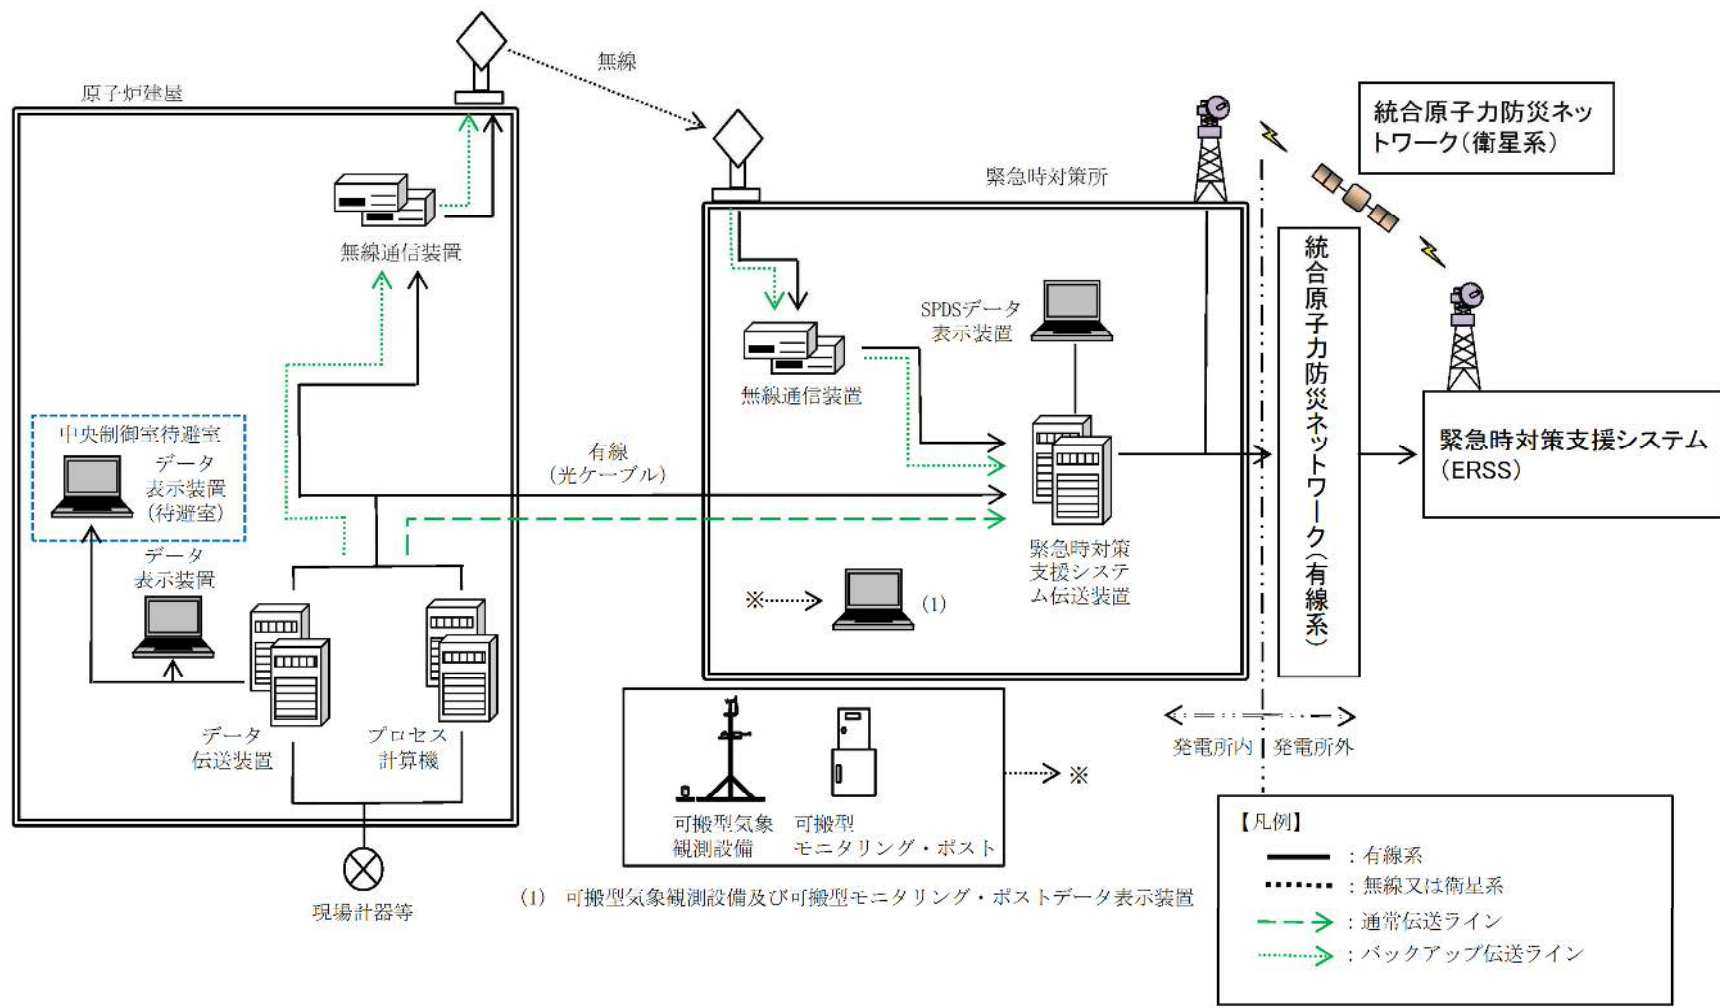 原子炉建屋
無線
統合原子力防災ネッ
トワーク(衛星系)
緊急時対策所
無線通信装置
統合原子力防災ネットワーク(有線系)
SPDSデータ
表示装置
無線通信装置
中央制御室待避室
データ
表示装置
(待避室)
有線
(光ケーブル)
緊急時対策支援システム
(ERSS)
データ
表示装置
緊急時対策
支援システ
ム伝送装置
※
(1)
データ
伝送装置
プロセス
計算機
発電所内
発電所外
※
可搬型気象
観測設備
可搬型
モニタリング・ポスト
現場計器等
(1) 可搬型気象観測設備及び可搬型モニタリング・ポストデータ表示装置
【凡例】
：有線系
：無線又は衛星系
：通常伝送ライン
：バックアップ伝送ライン